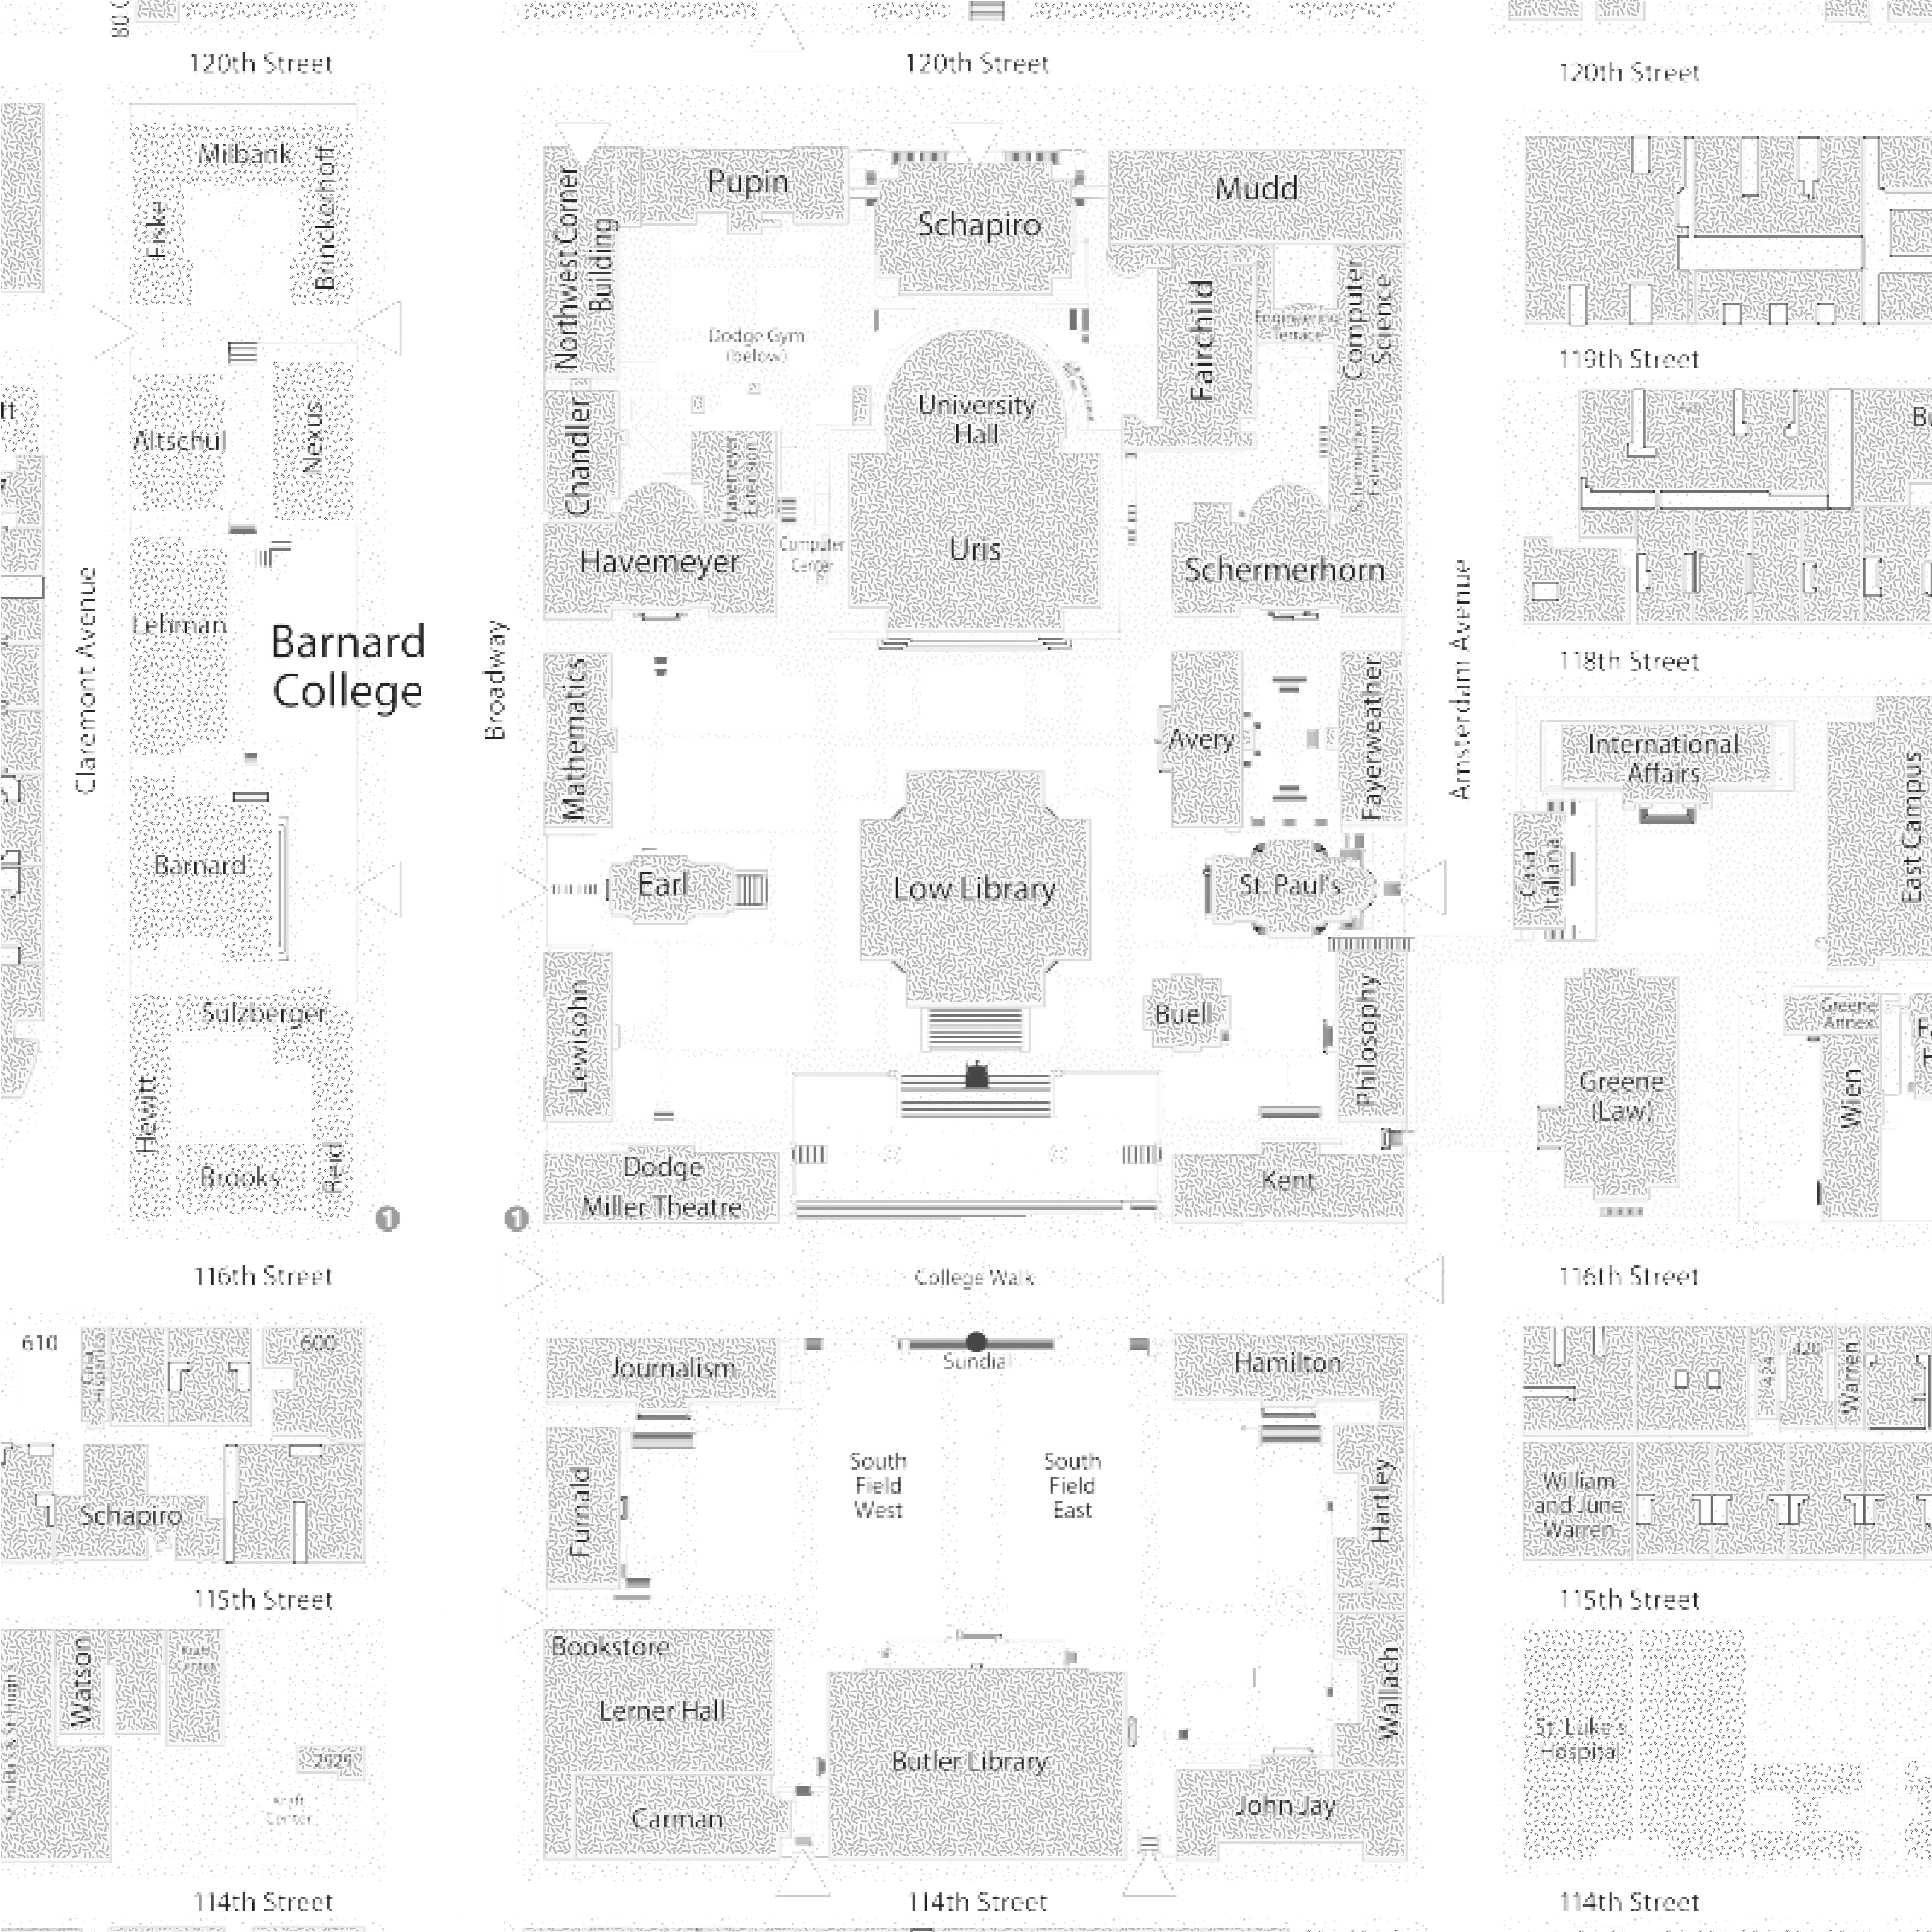 120th Street
120th Street
120th Street
Milbank
Fiske
Brinckerhoff
Northwest Corner
Building
Pupin
Schapiro
Mudd
Fairchild
Computer
Science
Engineering
Terrace
Dodge Gym
(below)
119th Street
Altschul
Nexus
Chandler
Havemeyer
Extension
University
Hall
Schermerhorn
Extension
Havemeyer
Computer
Center
Uris
Schermerhorn
Claremont Avenue
Lehman
Barnard
College
Broadway
Amsterdam Avenue
118th Street
Mathematics
Avery
Fayerweather
International
Affairs
East Campus
Barnard
Earl
Low Library
St. Paul's
Casa
Italiana
Sulzberger
Lewisohn
Buell
Philosophy
Greene
Annex
Hewitt
Greene
(Law)
Wien
Brooks
Reid
Dodge
Miller Theatre
Kent
1
1
116th Street
College Walk
116th Street
610
Casa
Hispanica
600
Journalism
Sundial
Hamilton
424
420
Warren
Schapiro
Furnald
South
Field
West
South
Field
East
Hartley
William
and June
Warren
115th Street
115th Street
Watson
Kraft
Center
Bookstore
Lerner Hall
Butler Library
Wallach
St. Luke's
Hospital
2929
Kraft
Center
Carman
John Jay
114th Street
114th Street
114th Street